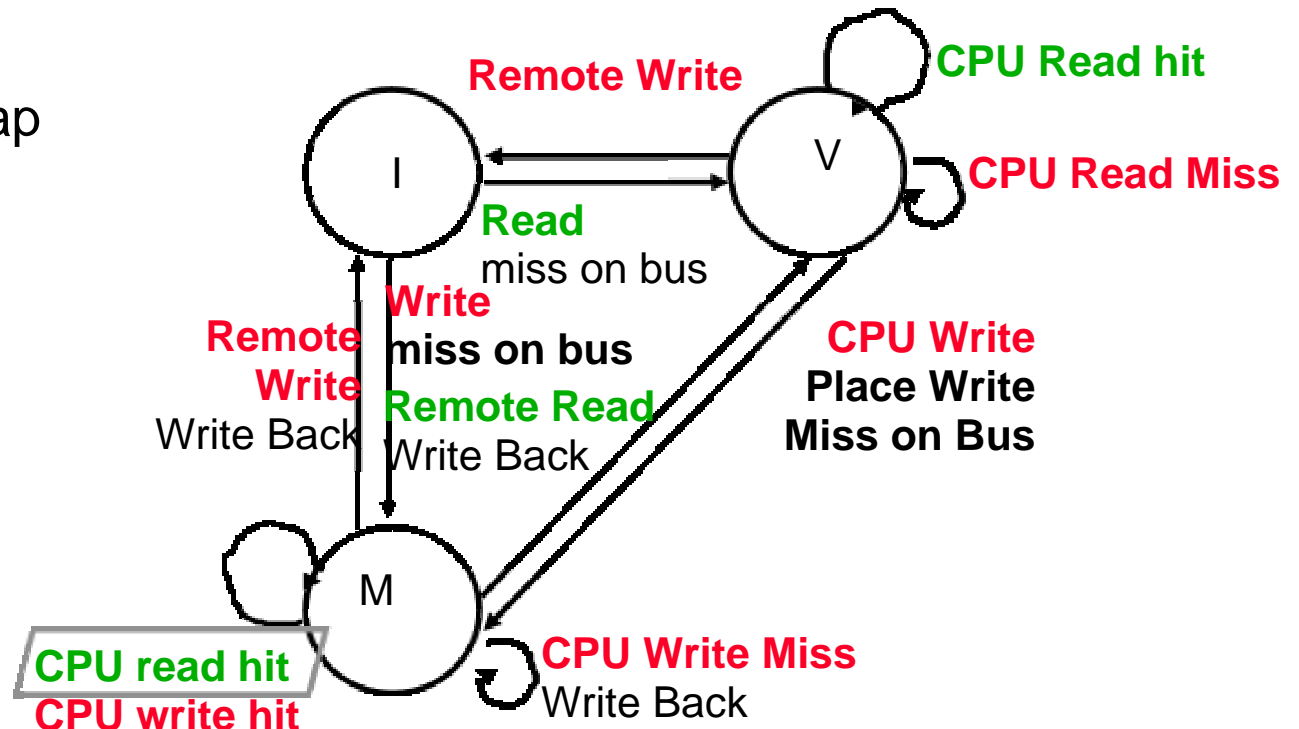 CPU Read hit
Remote Write
ap
I
V
CPU Read Miss
Read
miss on bus
Write
miss on bus
Remote
Write
Write Back
Remote Read
Write Back
CPU Write
Place Write
Miss on Bus
M
CPU Write Miss
Write Back
CPU read hit
CPU write hit